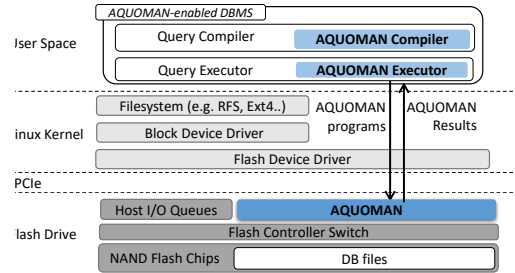 AQUOMAN-enabled DBMS
Query Compiler AQUOMAN Compiler
Jser Space
Query Executor AQUOMAN Executor
Filesystem (e.g. RFS, Ext4..) AQUOMAN programs AQUOMAN Results
inux Kernel
Block Device Driver
Flash Device Driver
PCIe
Host I/O Queues AQUOMAN
lash Drive
Flash Controller Switch
NAND Flash Chips DB files